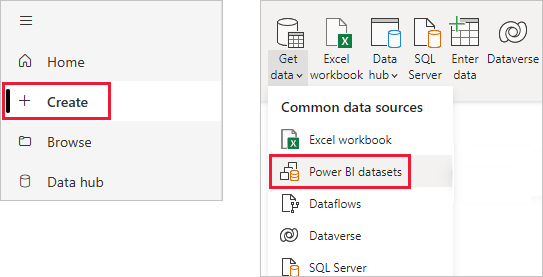 Home
Create
Browse
Data hub
Get data
Excel workbook
Data hub
SQL Server
Enter data
Dataverse
Common data sources
Excel workbook
Power BI datasets
Dataflows
Dataverse
SQL Server